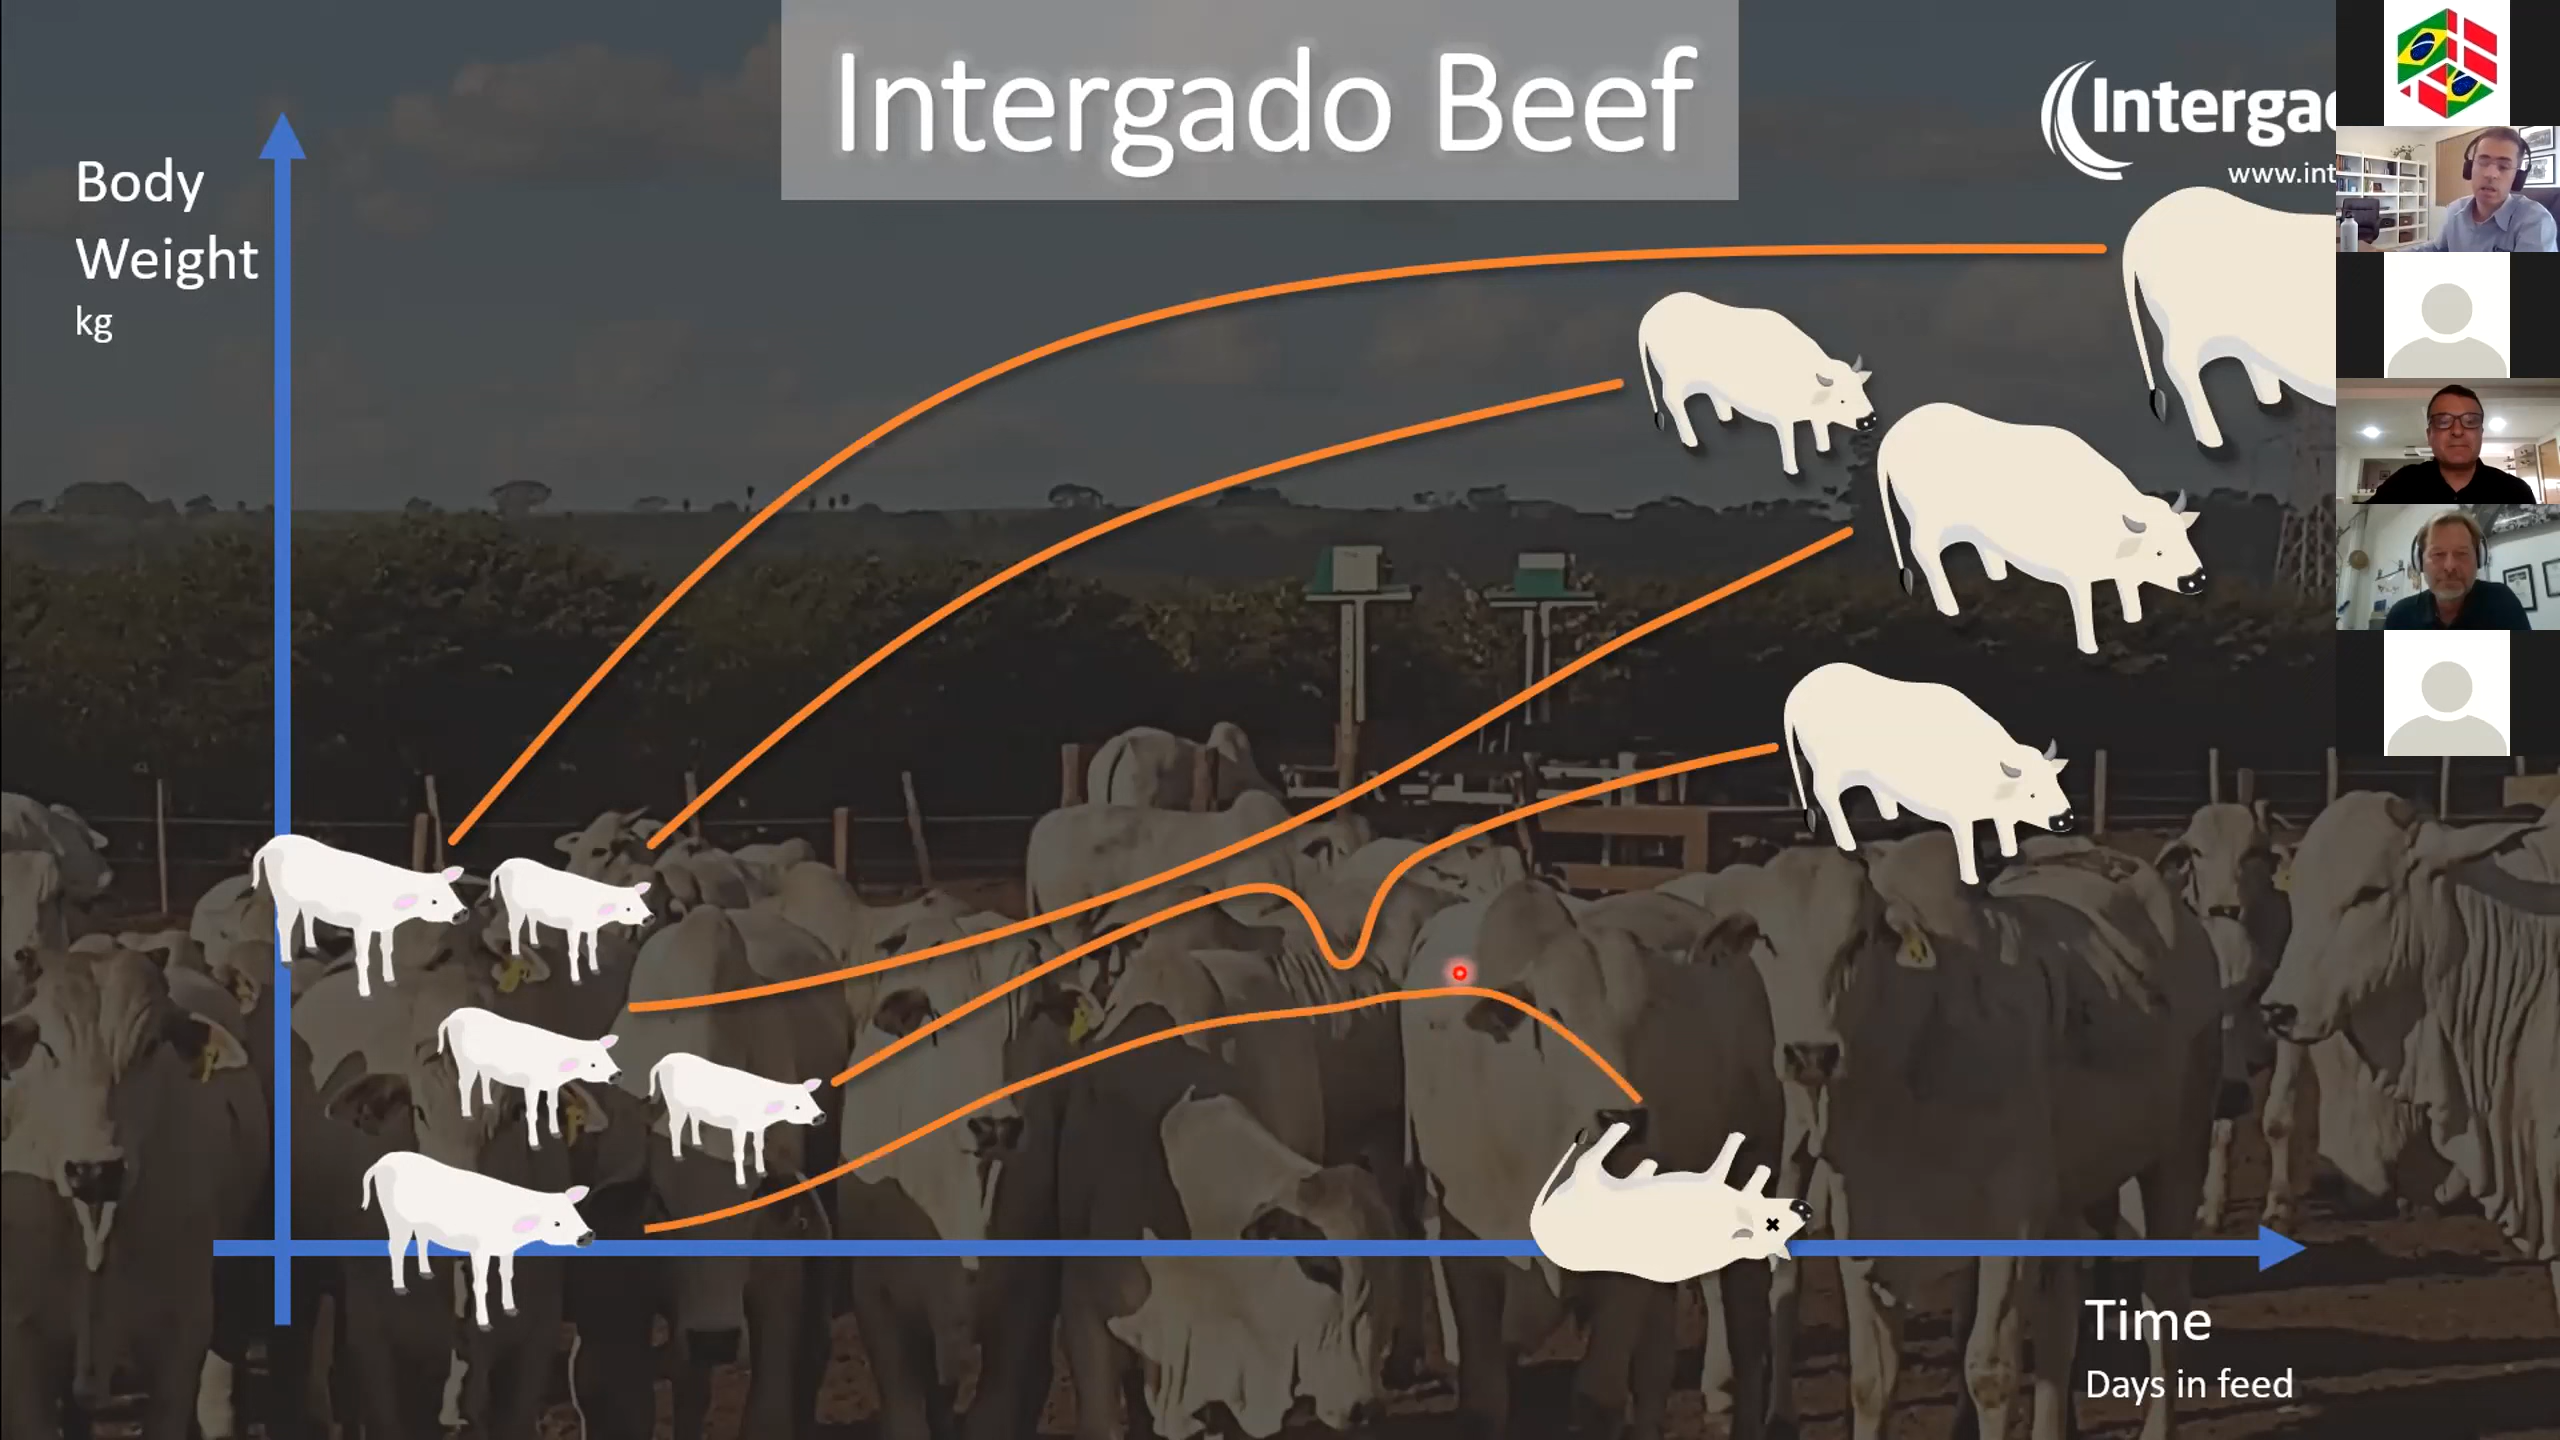 Intergado Beef
Body
Weight
kg
Intergad
www.int
Time
Days in feed